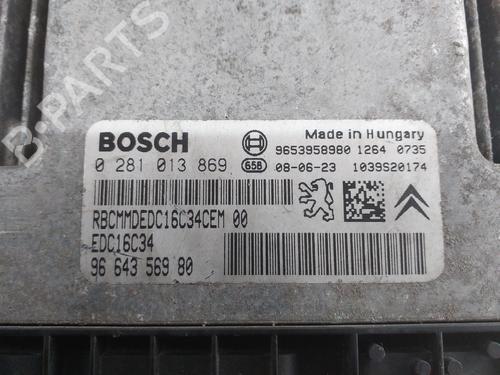 BOSCH
Made in Hungary
9653958980 1264 0735
0 281 013 869
658
08-06-23 1039S20174
RBCMMDEDC16C34CEM 00
EDC16C34
96 643 569 80
B-PARTS